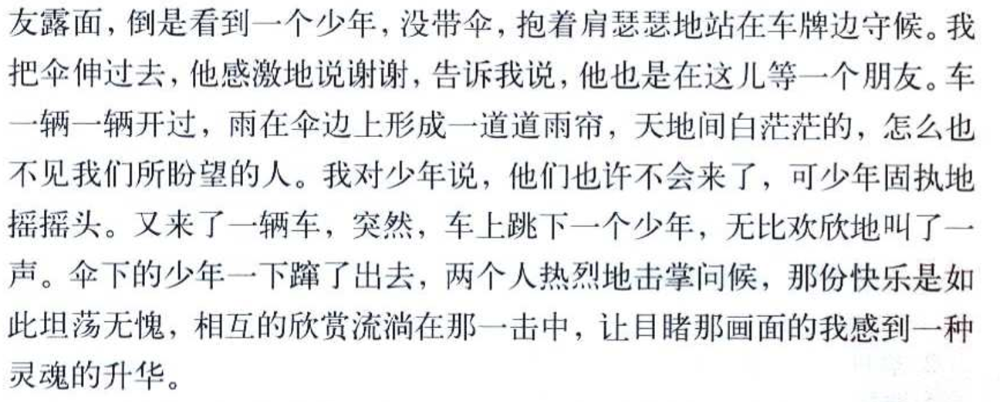 友露面，倒是看到一个少年，没带伞，抱着肩瑟瑟地站在车牌边守候。我
把伞伸过去，他感激地说谢谢，告诉我说，他也是在这儿等一个朋友。车
一辆一辆开过，雨在伞边上形成一道道雨帘，天地间白茫茫的，怎么也
不见我们所盼望的人。我对少年说，他们也许不会来了，可少年固执地
摇摇头。又来了一辆车，突然，车上跳下一个少年，无比欢欣地叫了一
声。伞下的少年一下蹿了出去，两个人热烈地击掌问候，那份快乐是如
此坦荡无愧，相互的欣赏流淌在那一击中，让目睹那画面的我感到一种
灵魂的升华。